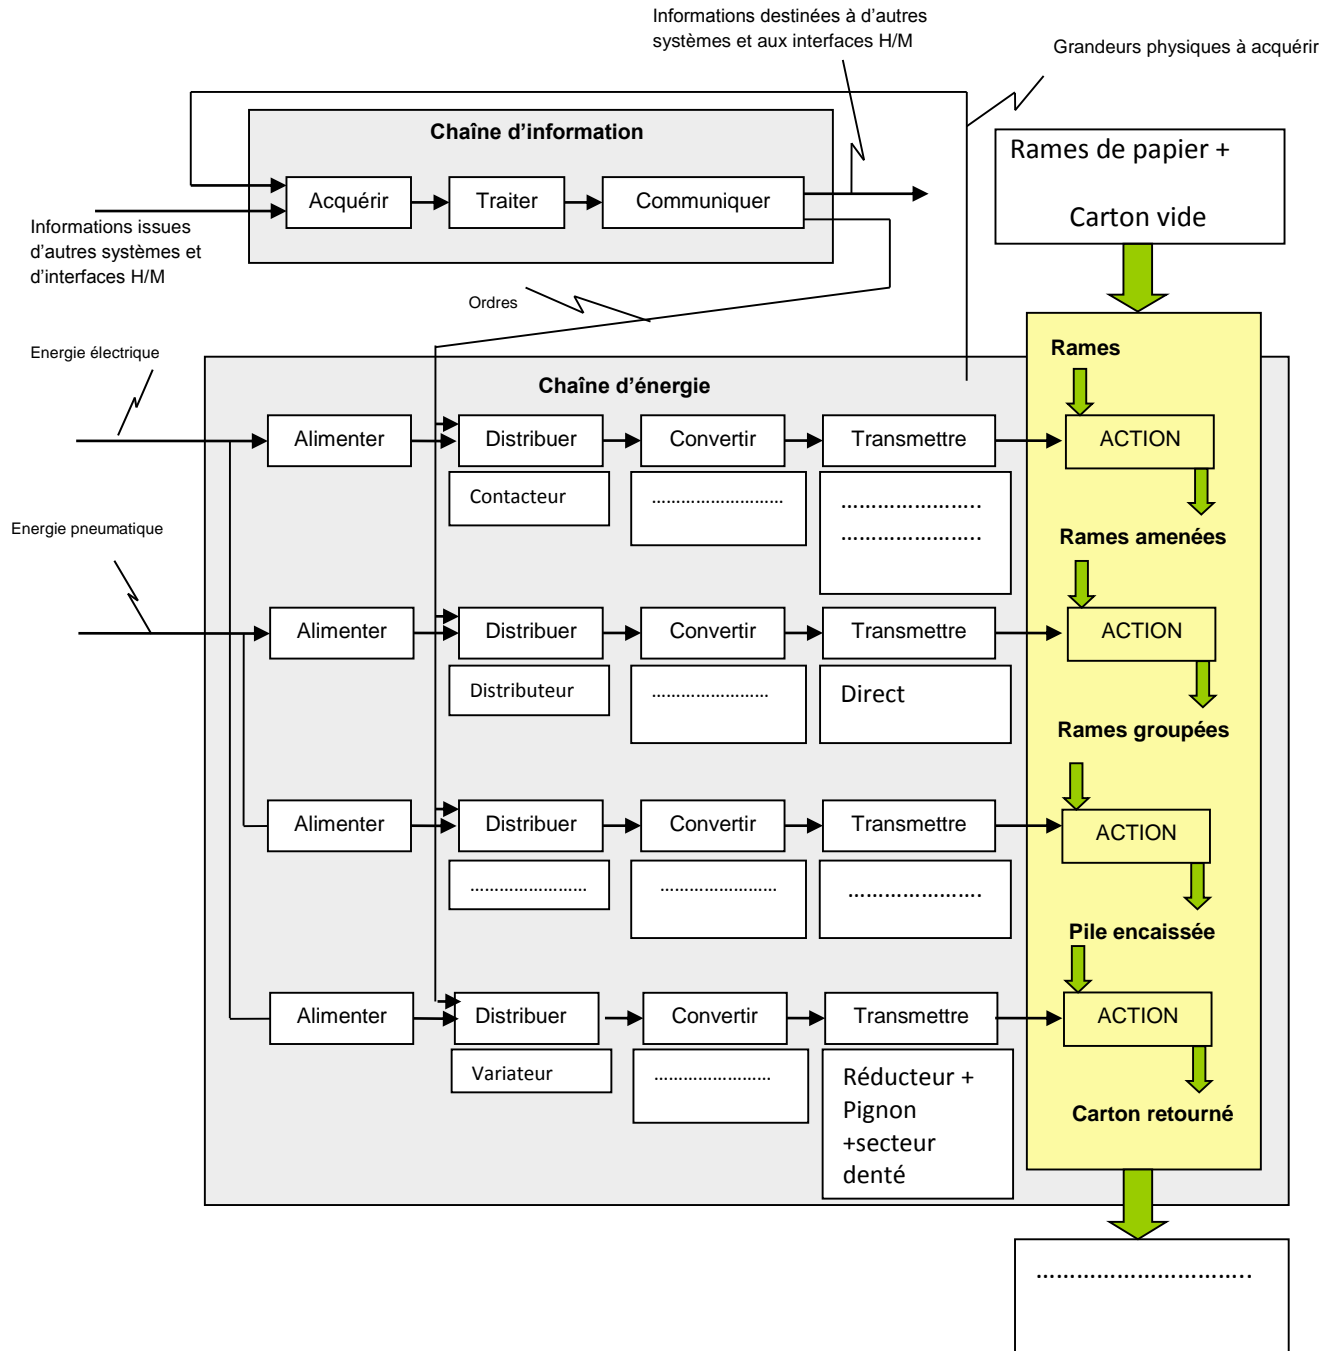 Informations destinées à d'autres
systèmes et aux interfaces H/M
Grandeurs physiques à acquérir
Chaîne d'information
Rames de papier +
Carton vide
Acquérir
Traiter
Communiquer
Informations issues
d'autres systèmes et
d'interfaces H/M
Ordres
Energie électrique
Rames
Chaîne d'énergie
Alimenter
Distribuer
Convertir
Transmettre
ACTION
Contacteur
...........................
.......................
.......................
Energie pneumatique
Rames amenées
Alimenter
Distribuer
Convertir
Transmettre
ACTION
Distributeur
........................
Direct
Rames groupées
Alimenter
Distribuer
Convertir
Transmettre
ACTION
........................
........................
......................
Pile encaissée
Alimenter
Distribuer
Convertir
Transmettre
ACTION
Variateur
........................
Réducteur +
Pignon
+secteur
denté
Carton retourné
...................................